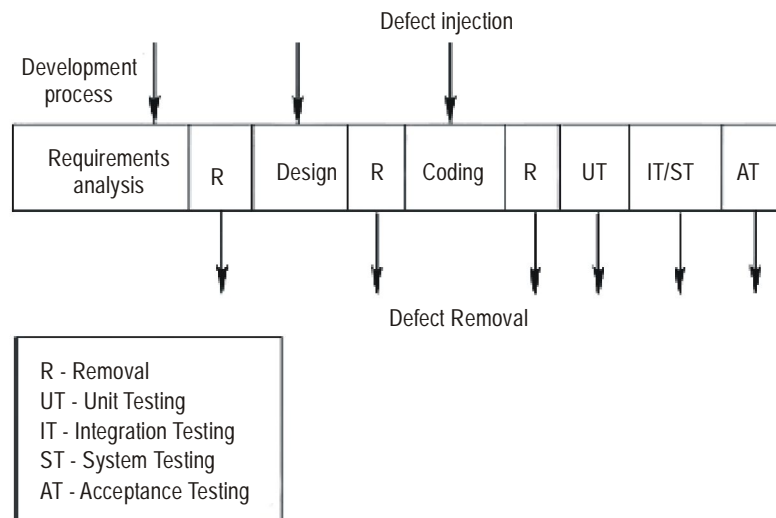 Defect injection
Development
process
Requirements
analysis
R
Design
R
Coding
R
UT
IT/ST
AT
Defect Removal
R - Removal
UT - Unit Testing
IT - Integration Testing
ST - System Testing
AT - Acceptance Testing